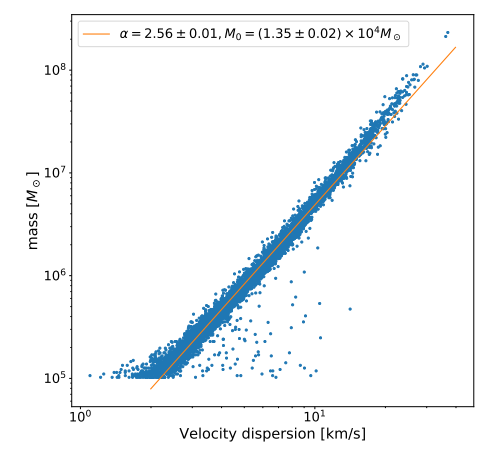 α = 2.56 ± 0.01, M₀ = (1.35 ± 0.02) × 10⁴M⊙
10⁸
10⁷
10⁶
10⁵
mass [M⊙]
10⁰ 10¹
Velocity dispersion [km/s]